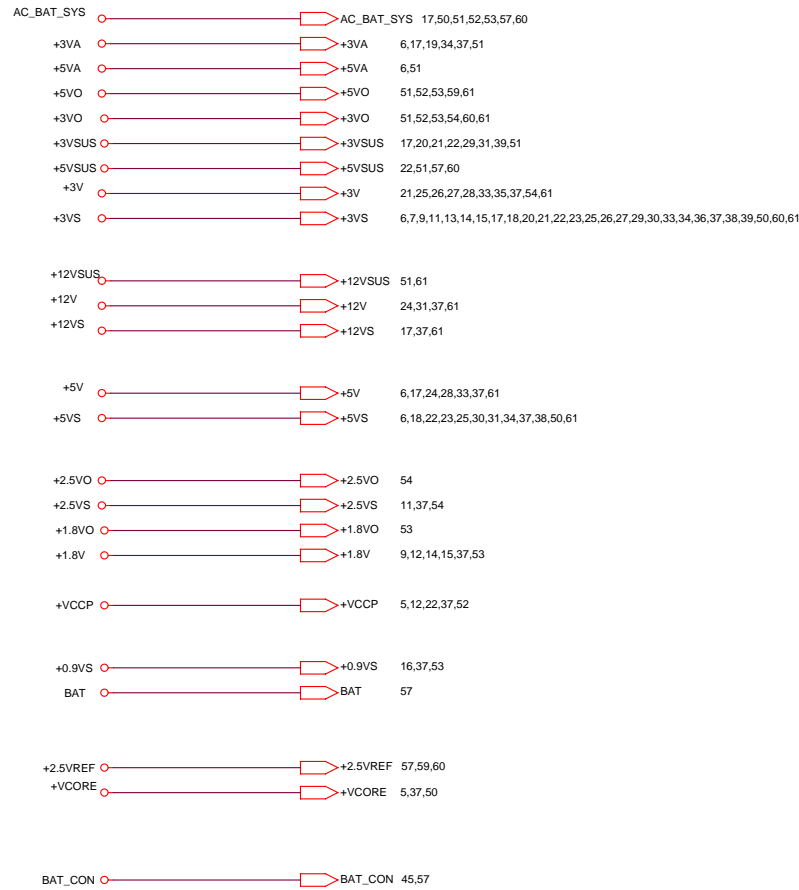 AC_BAT_SYS AC_BAT_SYS 17,50,51,52,53,57,60
+3VA +3VA 6,17,19,34,37,51
+5VA +5VA 6,51
+5VO +5VO 51,52,53,59,61
+3VO +3VO 51,52,53,54,60,61
+3VSUS +3VSUS 17,20,21,22,29,31,39,51
+5VSUS +5VSUS 22,51,57,60
+3V +3V 21,25,26,27,28,33,35,37,54,61
+3VS +3VS 6,7,9,11,13,14,15,17,18,20,21,22,23,25,26,27,29,30,33,34,36,37,38,39,50,60,61
+12VSUS +12VSUS 51,61
+12V +12V 24,31,37,61
+12VS +12VS 17,37,61
+5V +5V 6,17,24,28,33,37,61
+5VS +5VS 6,18,22,23,25,30,31,34,37,38,50,61
+2.5VO +2.5VO 54
+2.5VS +2.5VS 11,37,54
+1.8VO +1.8VO 53
+1.8V +1.8V 9,12,14,15,37,53
+VCCP +VCCP 5,12,22,37,52
+0.9VS +0.9VS 16,37,53
BAT BAT 57
+2.5VREF +2.5VREF 57,59,60
+VCORE +VCORE 5,37,50
BAT_CON BAT_CON 45,57